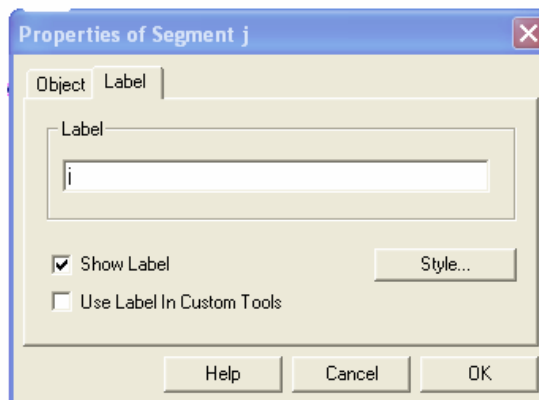 Properties of Segment j
Object Label
Label
j
Show Label
Style...
Use Label In Custom Tools
Help Cancel OK